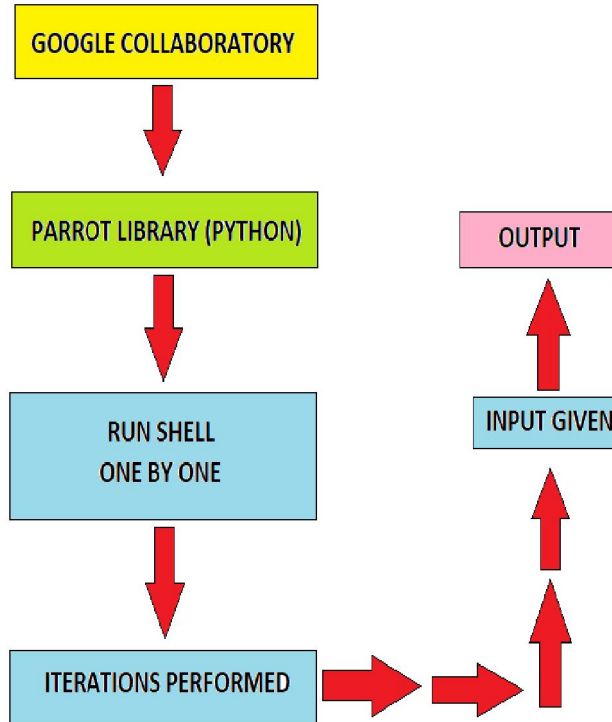 GOOGLE COLLABORATORY
PARROT LIBRARY (PYTHON)
RUN SHELL
ONE BY ONE
ITERATIONS PERFORMED
INPUT GIVEN
OUTPUT